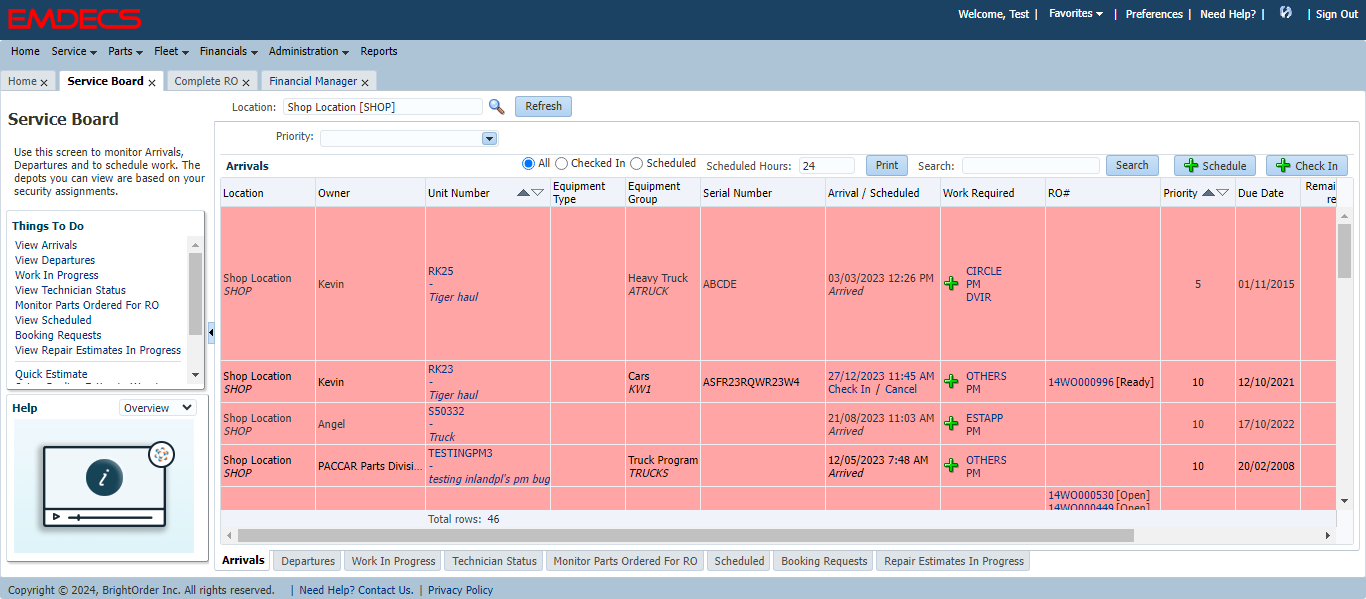 EMDECS
Welcome, Test | Favorites | Preferences | Need Help? | | Sign Out
Home Service Parts Fleet Financials Administration Reports
Home x Service Board x Complete RO x Financial Manager x
Service Board
Use this screen to monitor Arrivals,
Departures and to schedule work. The
depots you can view are based on your
security assignments.
Things To Do
View Arrivals
View Departures
Work In Progress
View Technician Status
Monitor Parts Ordered For RO
View Scheduled
Booking Requests
View Repair Estimates In Progress
Quick Estimate
Help Overview
i
Location: Shop Location [SHOP] Refresh
Priority:
Arrivals All Checked In Scheduled Scheduled Hours: 24 Print Search: Search Schedule Check In
Location Owner Unit Number Equipment Type Equipment Group Serial Number Arrival / Scheduled Work Required RO# Priority Due Date Remai re
Shop Location SHOP Kevin RK25 - Tiger haul Heavy Truck ATRUCK ABCDE 03/03/2023 12:26 PM Arrived CIRCLE PM DVIR 5 01/11/2015
Shop Location SHOP Kevin RK23 - Tiger haul Cars KW1 ASFR23RQWR23W4 27/12/2023 11:45 AM Check In / Cancel OTHERS PM 14WO000996 [Ready] 10 12/10/2021
Shop Location SHOP Angel S50332 - Truck 21/08/2023 11:03 AM Arrived ESTAPP PM 10 17/10/2022
Shop Location SHOP PACCAR Parts Divisi... TESTINGPM3 - testing inlandpl's pm bug Truck Program TRUCKS 12/05/2023 7:48 AM Arrived OTHERS PM 10 20/02/2008
14WO000530 [Open]
14WO000449 [Open]
Total rows: 46
Arrivals Departures Work In Progress Technician Status Monitor Parts Ordered For RO Scheduled Booking Requests Repair Estimates In Progress
Copyright © 2024, BrightOrder Inc. All rights reserved. | Need Help? Contact Us. | Privacy Policy